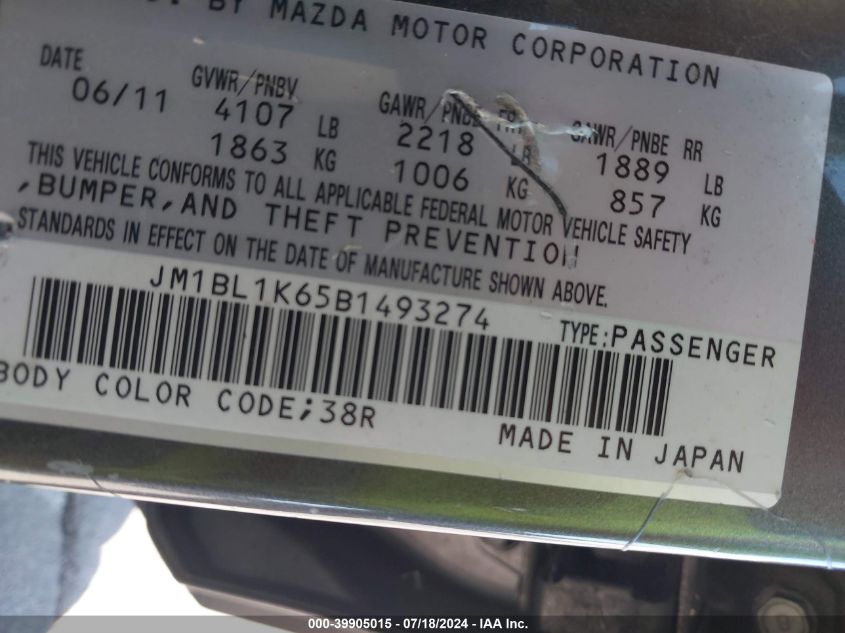 BY MAZDA MOTOR CORPORATION
DATE GVWR/PNBV GAWR/PNBE FRT GAWR/PNBE RR
06/11 4107 LB 2218 LB 1889 LB
1863 KG 1006 KG 857 KG
THIS VEHICLE CONFORMS TO ALL APPLICABLE FEDERAL MOTOR VEHICLE SAFETY
,BUMPER,AND THEFT PREVENTION
STANDARDS IN EFFECT ON THE DATE OF MANUFACTURE SHOWN ABOVE.
JM1BL1K65B1493274 TYPE:PASSENGER
BODY COLOR CODE;38R
MADE IN JAPAN
000-39905015 - 07/18/2024 - IAA Inc.